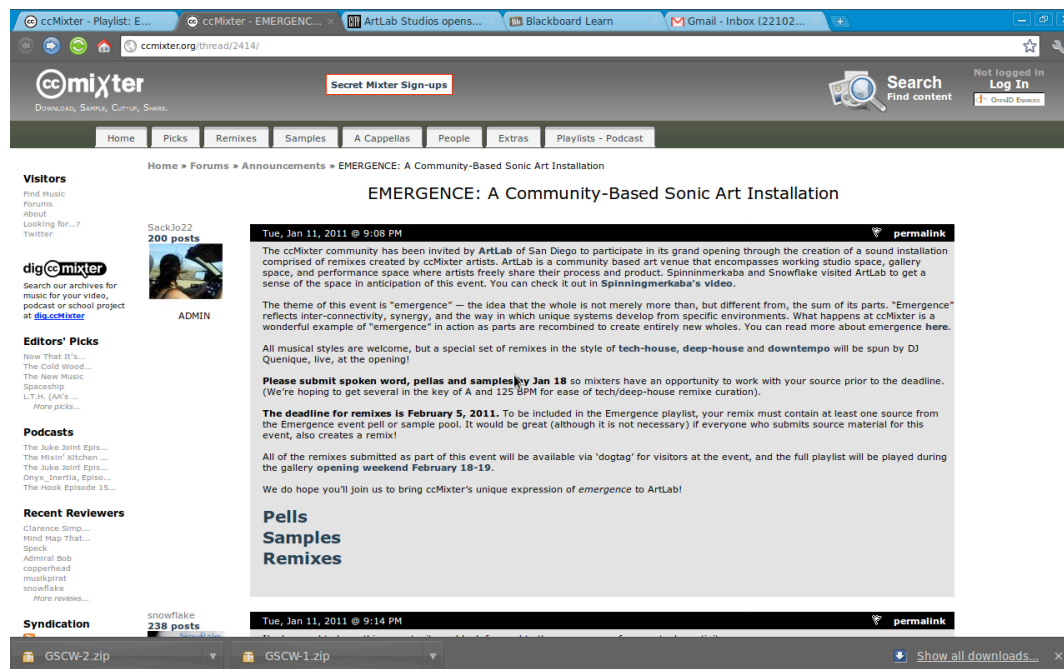 ccMixter - Playlist: E...
ccMixter - EMERGENC...
ArtLab Studios opens...
Blackboard Learn
Gmail - Inbox (22102...
ccmixter.org/thread/2414/
ccmixter
Download, Sample, Cut-up, Share.
Secret Mixter Sign-ups
Search
Find content
Not logged in
Log In
OpenID Enabled
Home
Picks
Remixes
Samples
A Cappellas
People
Extras
Playlists - Podcast
Home » Forums » Announcements » EMERGENCE: A Community-Based Sonic Art Installation
EMERGENCE: A Community-Based Sonic Art Installation
Visitors
Find Music
Forums
About
Looking for...?
Twitter
dig ccmixter
Search our archives for
music for your video,
podcast or school project
at dig.ccMixter
Editors' Picks
Now That It's...
The Cold Wood...
The New Music
Spaceship
L.T.H. (AA's ...
More picks...
Podcasts
The Juke Joint Epis...
The Mixin' Kitchen ...
The Juke Joint Epis...
Onyx_Inertia, Episo...
The Hook Episode 15...
Recent Reviewers
Clarence Simp...
Mind Map That...
Speck
Admiral Bob
copperhead
musikpirat
snowflake
More reviews...
Syndication
SackJo22
200 posts
ADMIN
Tue, Jan 11, 2011 @ 9:08 PM
permalink
The ccMixter community has been invited by ArtLab of San Diego to participate in its grand opening through the creation of a sound installation
comprised of remixes created by ccMixter artists. ArtLab is a community based art venue that encompasses working studio space, gallery
space, and performance space where artists freely share their process and product. Spinninmerkaba and Snowflake visited ArtLab to get a
sense of the space in anticipation of this event. You can check it out in Spinningmerkaba's video.
The theme of this event is “emergence” — the idea that the whole is not merely more than, but different from, the sum of its parts. “Emergence”
reflects inter-connectivity, synergy, and the way in which unique systems develop from specific environments. What happens at ccMixter is a
wonderful example of “emergence” in action as parts are recombined to create entirely new wholes. You can read more about emergence here.
All musical styles are welcome, but a special set of remixes in the style of tech-house, deep-house and downtempo will be spun by DJ
Quenique, live, at the opening!
Please submit spoken word, pellas and samples by Jan 18 so mixters have an opportunity to work with your source prior to the deadline.
(We're hoping to get several in the key of A and 125 BPM for ease of tech/deep-house remixe curation).
The deadline for remixes is February 5, 2011. To be included in the Emergence playlist, your remix must contain at least one source from
the Emergence event pell or sample pool. It would be great (although it is not necessary) if everyone who submits source material for this
event, also creates a remix!
All of the remixes submitted as part of this event will be available via ‘dogtag’ for visitors at the event, and the full playlist will be played during
the gallery opening weekend February 18-19.
We do hope you'll join us to bring ccMixter's unique expression of emergence to ArtLab!
Pells
Samples
Remixes
snowflake
238 posts
Tue, Jan 11, 2011 @ 9:14 PM
permalink
GSCW-2.zip
GSCW-1.zip
Show all downloads...